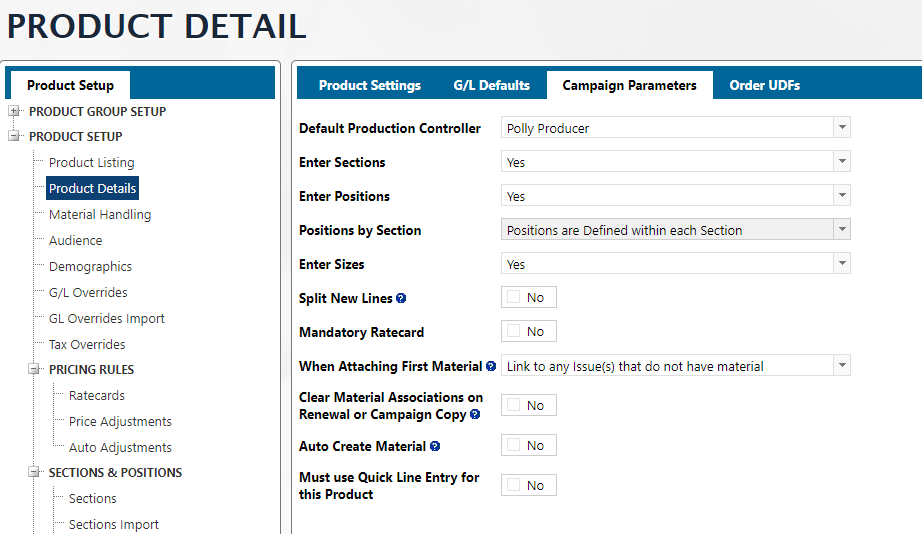 PRODUCT DETAIL
Product Setup
PRODUCT GROUP SETUP
PRODUCT SETUP
Product Listing
Product Details
Material Handling
Audience
Demographics
G/L Overrides
GL Overrides Import
Tax Overrides
PRICING RULES
Ratecards
Price Adjustments
Auto Adjustments
SECTIONS & POSITIONS
Sections
Sections Import
Product Settings G/L Defaults Campaign Parameters Order UDFs
Default Production Controller Polly Producer
Enter Sections Yes
Enter Positions Yes
Positions by Section Positions are Defined within each Section
Enter Sizes Yes
Split New Lines ? No
Mandatory Ratecard No
When Attaching First Material ? Link to any Issue(s) that do not have material
Clear Material Associations on
Renewal or Campaign Copy ? No
Auto Create Material ? No
Must use Quick Line Entry for
this Product No